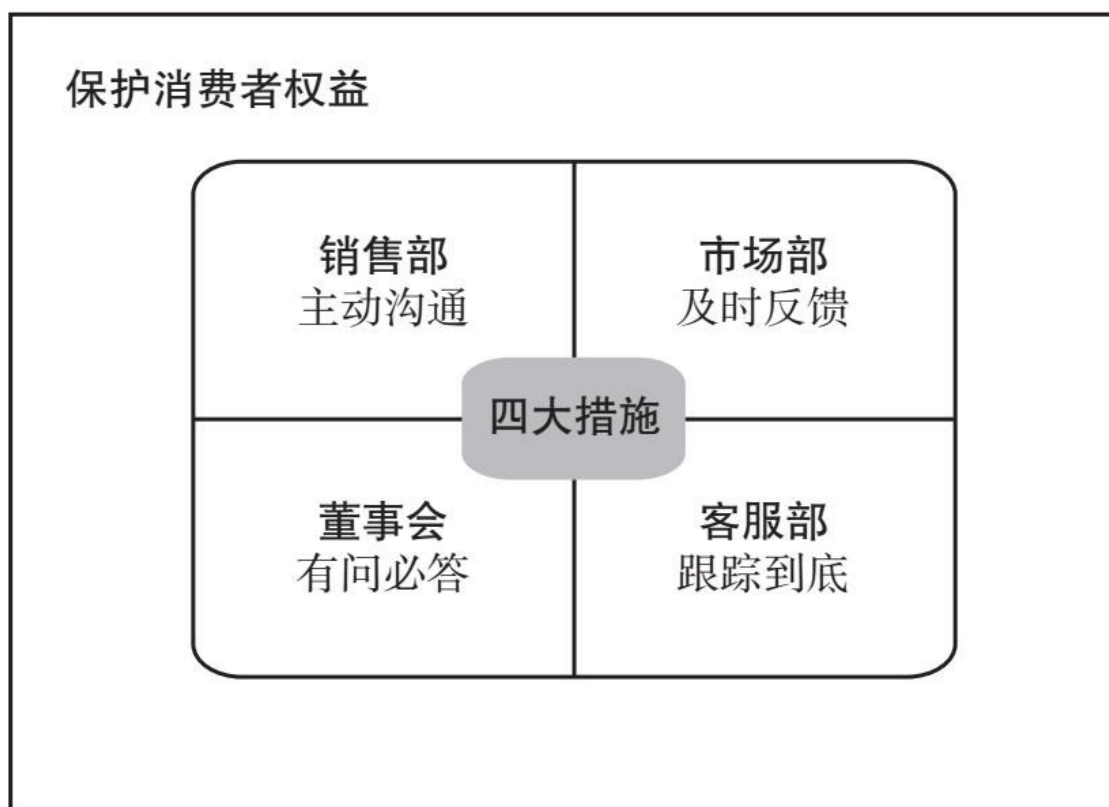 保护消费者权益
销售部
主动沟通
市场部
及时反馈
四大措施
董事会
有问必答
客服部
跟踪到底